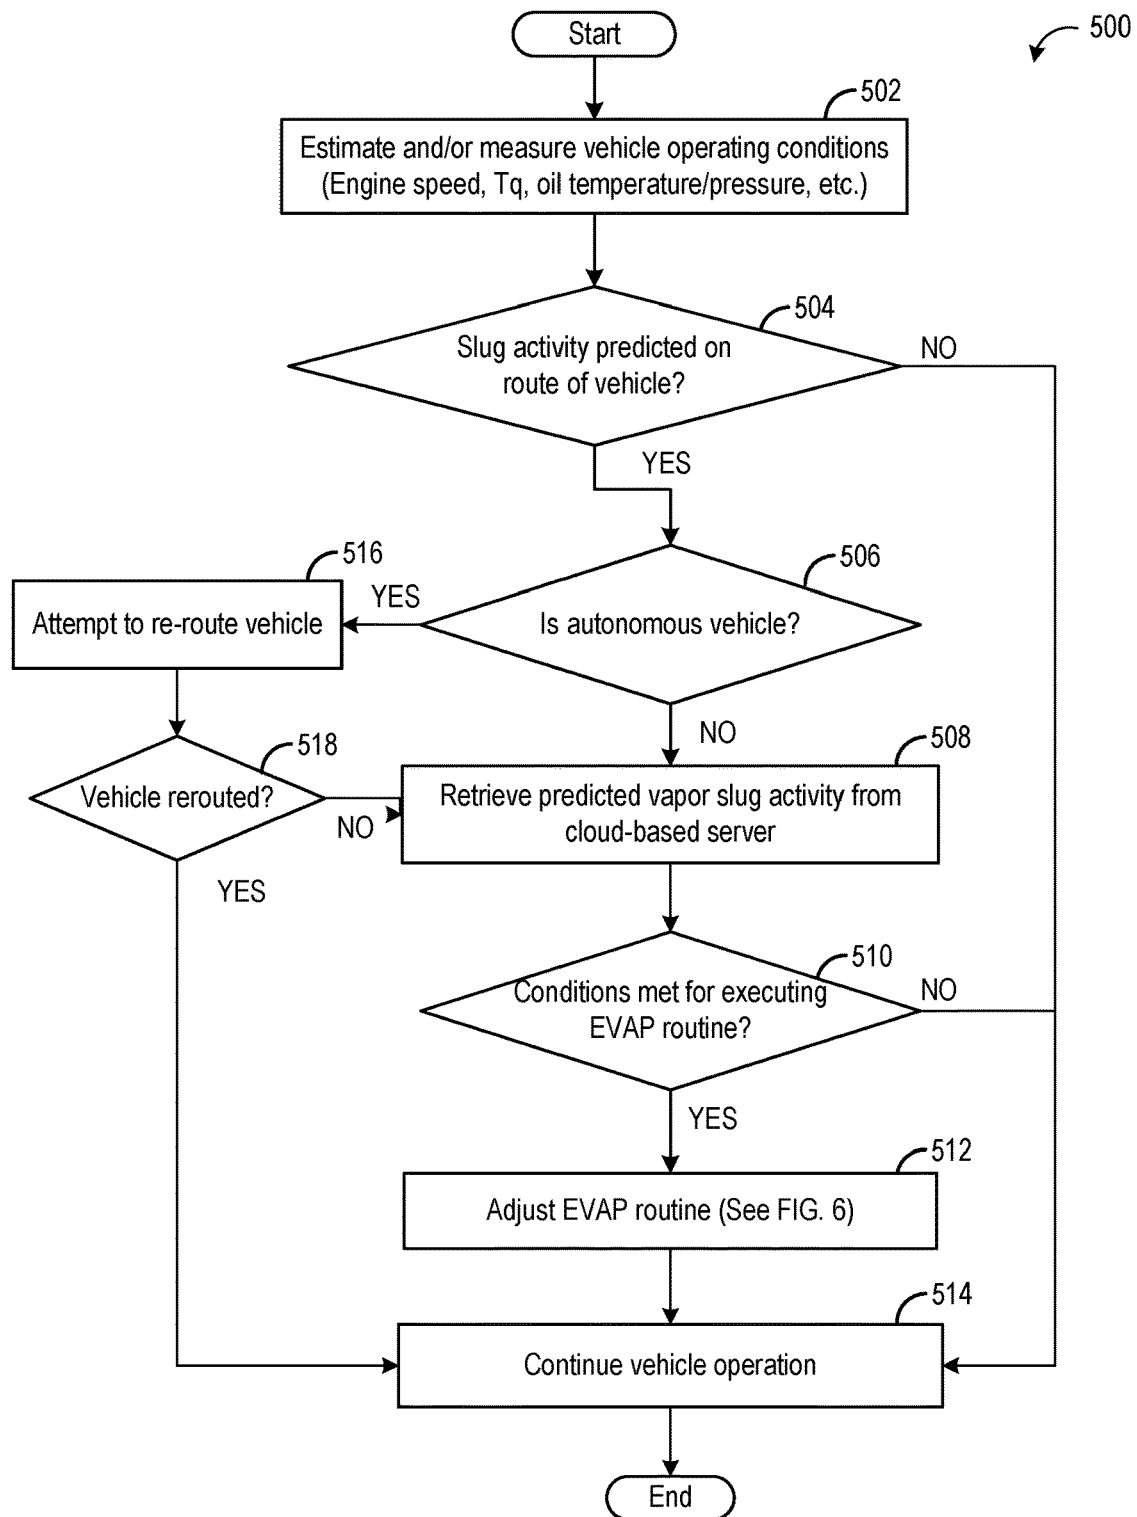 Start
500
502
Estimate and/or measure vehicle operating conditions
(Engine speed, Tq, oil temperature/pressure, etc.)
504
Slug activity predicted on
route of vehicle?
NO
YES
516
506
Attempt to re-route vehicle
YES
Is autonomous vehicle?
NO
518
508
Vehicle rerouted?
NO
Retrieve predicted vapor slug activity from
cloud-based server
YES
510
Conditions met for executing
EVAP routine?
NO
YES
512
Adjust EVAP routine (See FIG. 6)
514
Continue vehicle operation
End